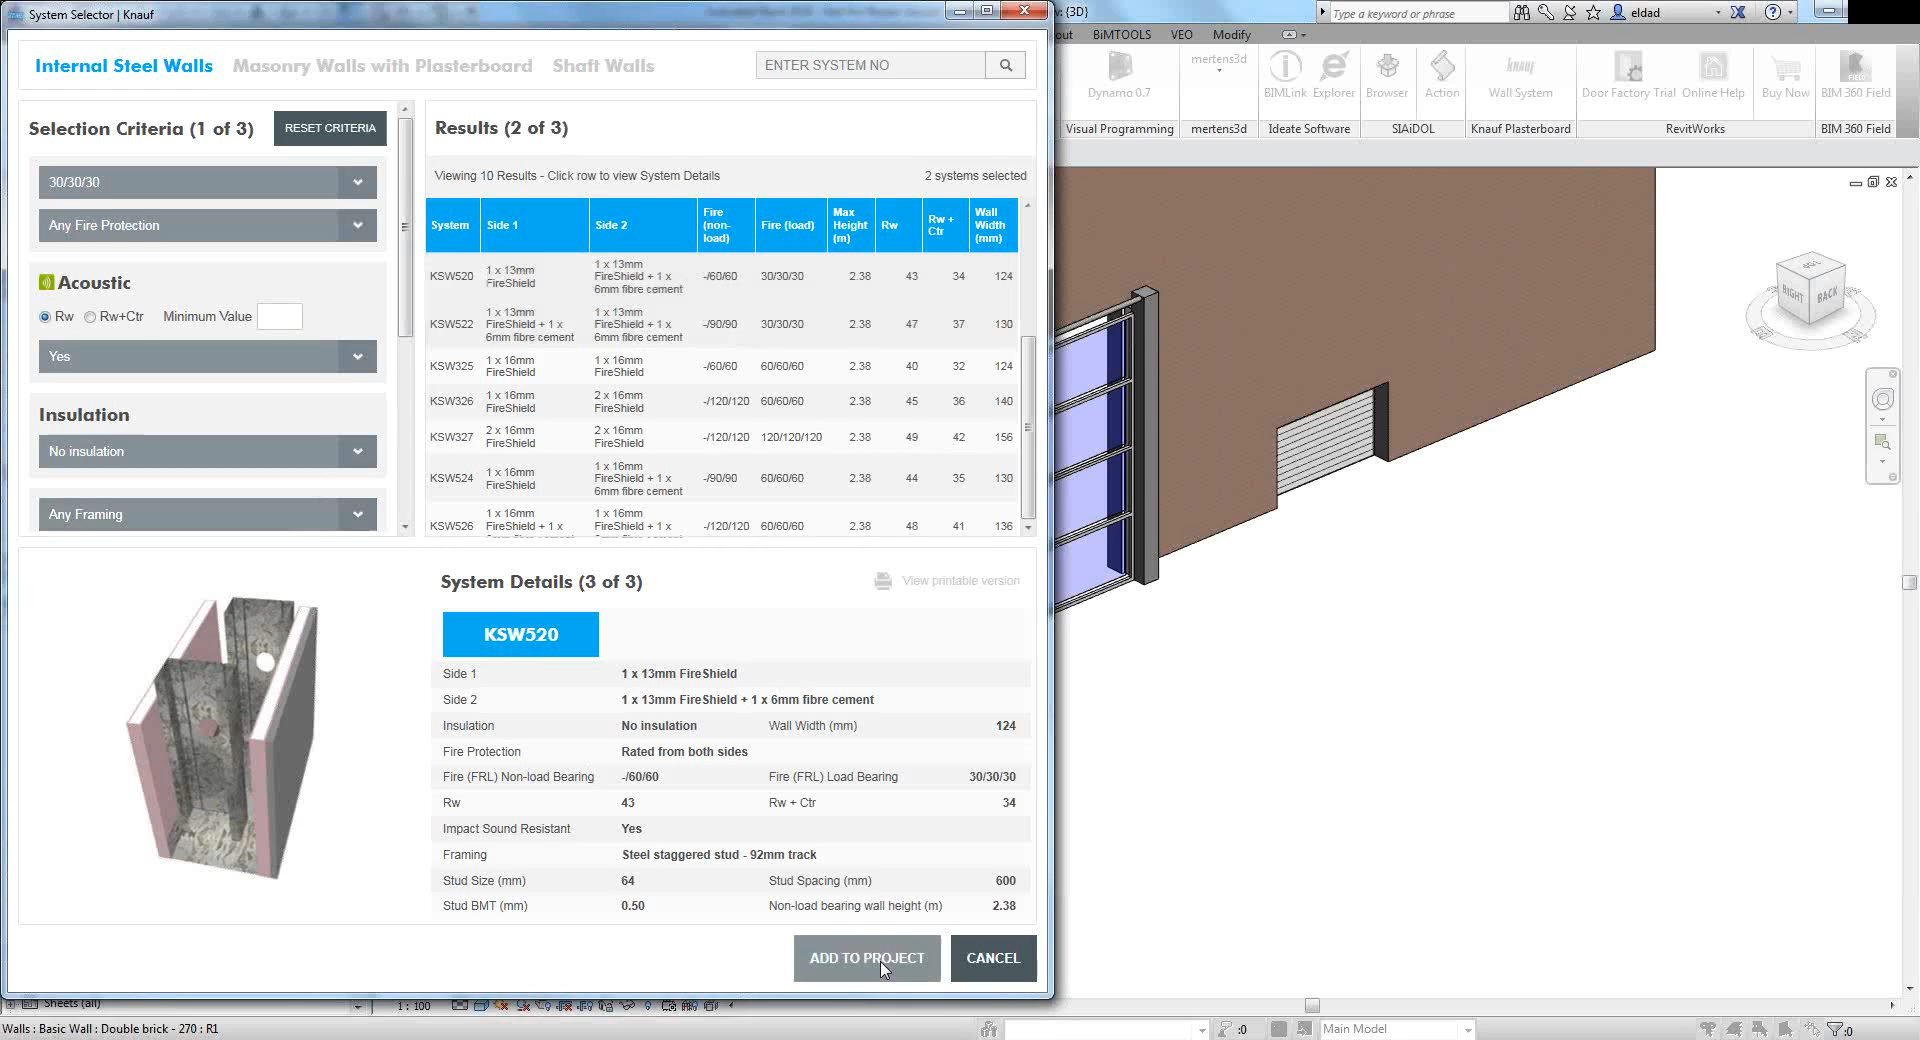 System Selector | Knauf
: {3D}
Type a keyword or phrase
eldad
out BiMTOOLS VEO Modify
Internal Steel Walls Masonry Walls with Plasterboard Shaft Walls
ENTER SYSTEM NO
Dynamo 0.7
mertens3d
BIMLink Explorer Browser Action
KNAUF
Wall System
Door Factory Trial Online Help Buy Now
FIELD
BIM 360 Field
Visual Programming mertens3d Ideate Software SIAiDOL Knauf Plasterboard RevitWorks BIM 360 Field
Selection Criteria (1 of 3)
RESET CRITERIA
30/30/30
Any Fire Protection
Acoustic
Rw Rw+Ctr Minimum Value
Yes
Insulation
No insulation
Any Framing
Results (2 of 3)
Viewing 10 Results - Click row to view System Details 2 systems selected
System Side 1 Side 2 Fire (non-load) Fire (load) Max Height (m) Rw Rw + Ctr Wall Width (mm)
KSW520 1 x 13mm FireShield 1 x 13mm FireShield + 1 x 6mm fibre cement -/60/60 30/30/30 2.38 43 34 124
KSW522 1 x 13mm FireShield + 1 x 6mm fibre cement 1 x 13mm FireShield + 1 x 6mm fibre cement -/90/90 30/30/30 2.38 47 37 130
KSW325 1 x 16mm FireShield 1 x 16mm FireShield -/60/60 60/60/60 2.38 40 32 124
KSW326 1 x 16mm FireShield 2 x 16mm FireShield -/120/120 60/60/60 2.38 45 36 140
KSW327 2 x 16mm FireShield 2 x 16mm FireShield -/120/120 120/120/120 2.38 49 42 156
KSW524 1 x 16mm FireShield 1 x 16mm FireShield + 1 x 6mm fibre cement -/90/90 60/60/60 2.38 44 35 130
KSW526 1 x 16mm FireShield + 1 x 1 x 16mm FireShield + 1 x -/120/120 60/60/60 2.38 48 41 136
RIGHT BACK
System Details (3 of 3)
View printable version
KSW520
Side 1 1 x 13mm FireShield
Side 2 1 x 13mm FireShield + 1 x 6mm fibre cement
Insulation No insulation Wall Width (mm) 124
Fire Protection Rated from both sides
Fire (FRL) Non-load Bearing -/60/60 Fire (FRL) Load Bearing 30/30/30
Rw 43 Rw + Ctr 34
Impact Sound Resistant Yes
Framing Steel staggered stud - 92mm track
Stud Size (mm) 64 Stud Spacing (mm) 600
Stud BMT (mm) 0.50 Non-load bearing wall height (m) 2.38
ADD TO PROJECT CANCEL
Sheets (all)
1 : 100
Walls : Basic Wall : Double brick - 270 : R1
:0
Main Model
:0